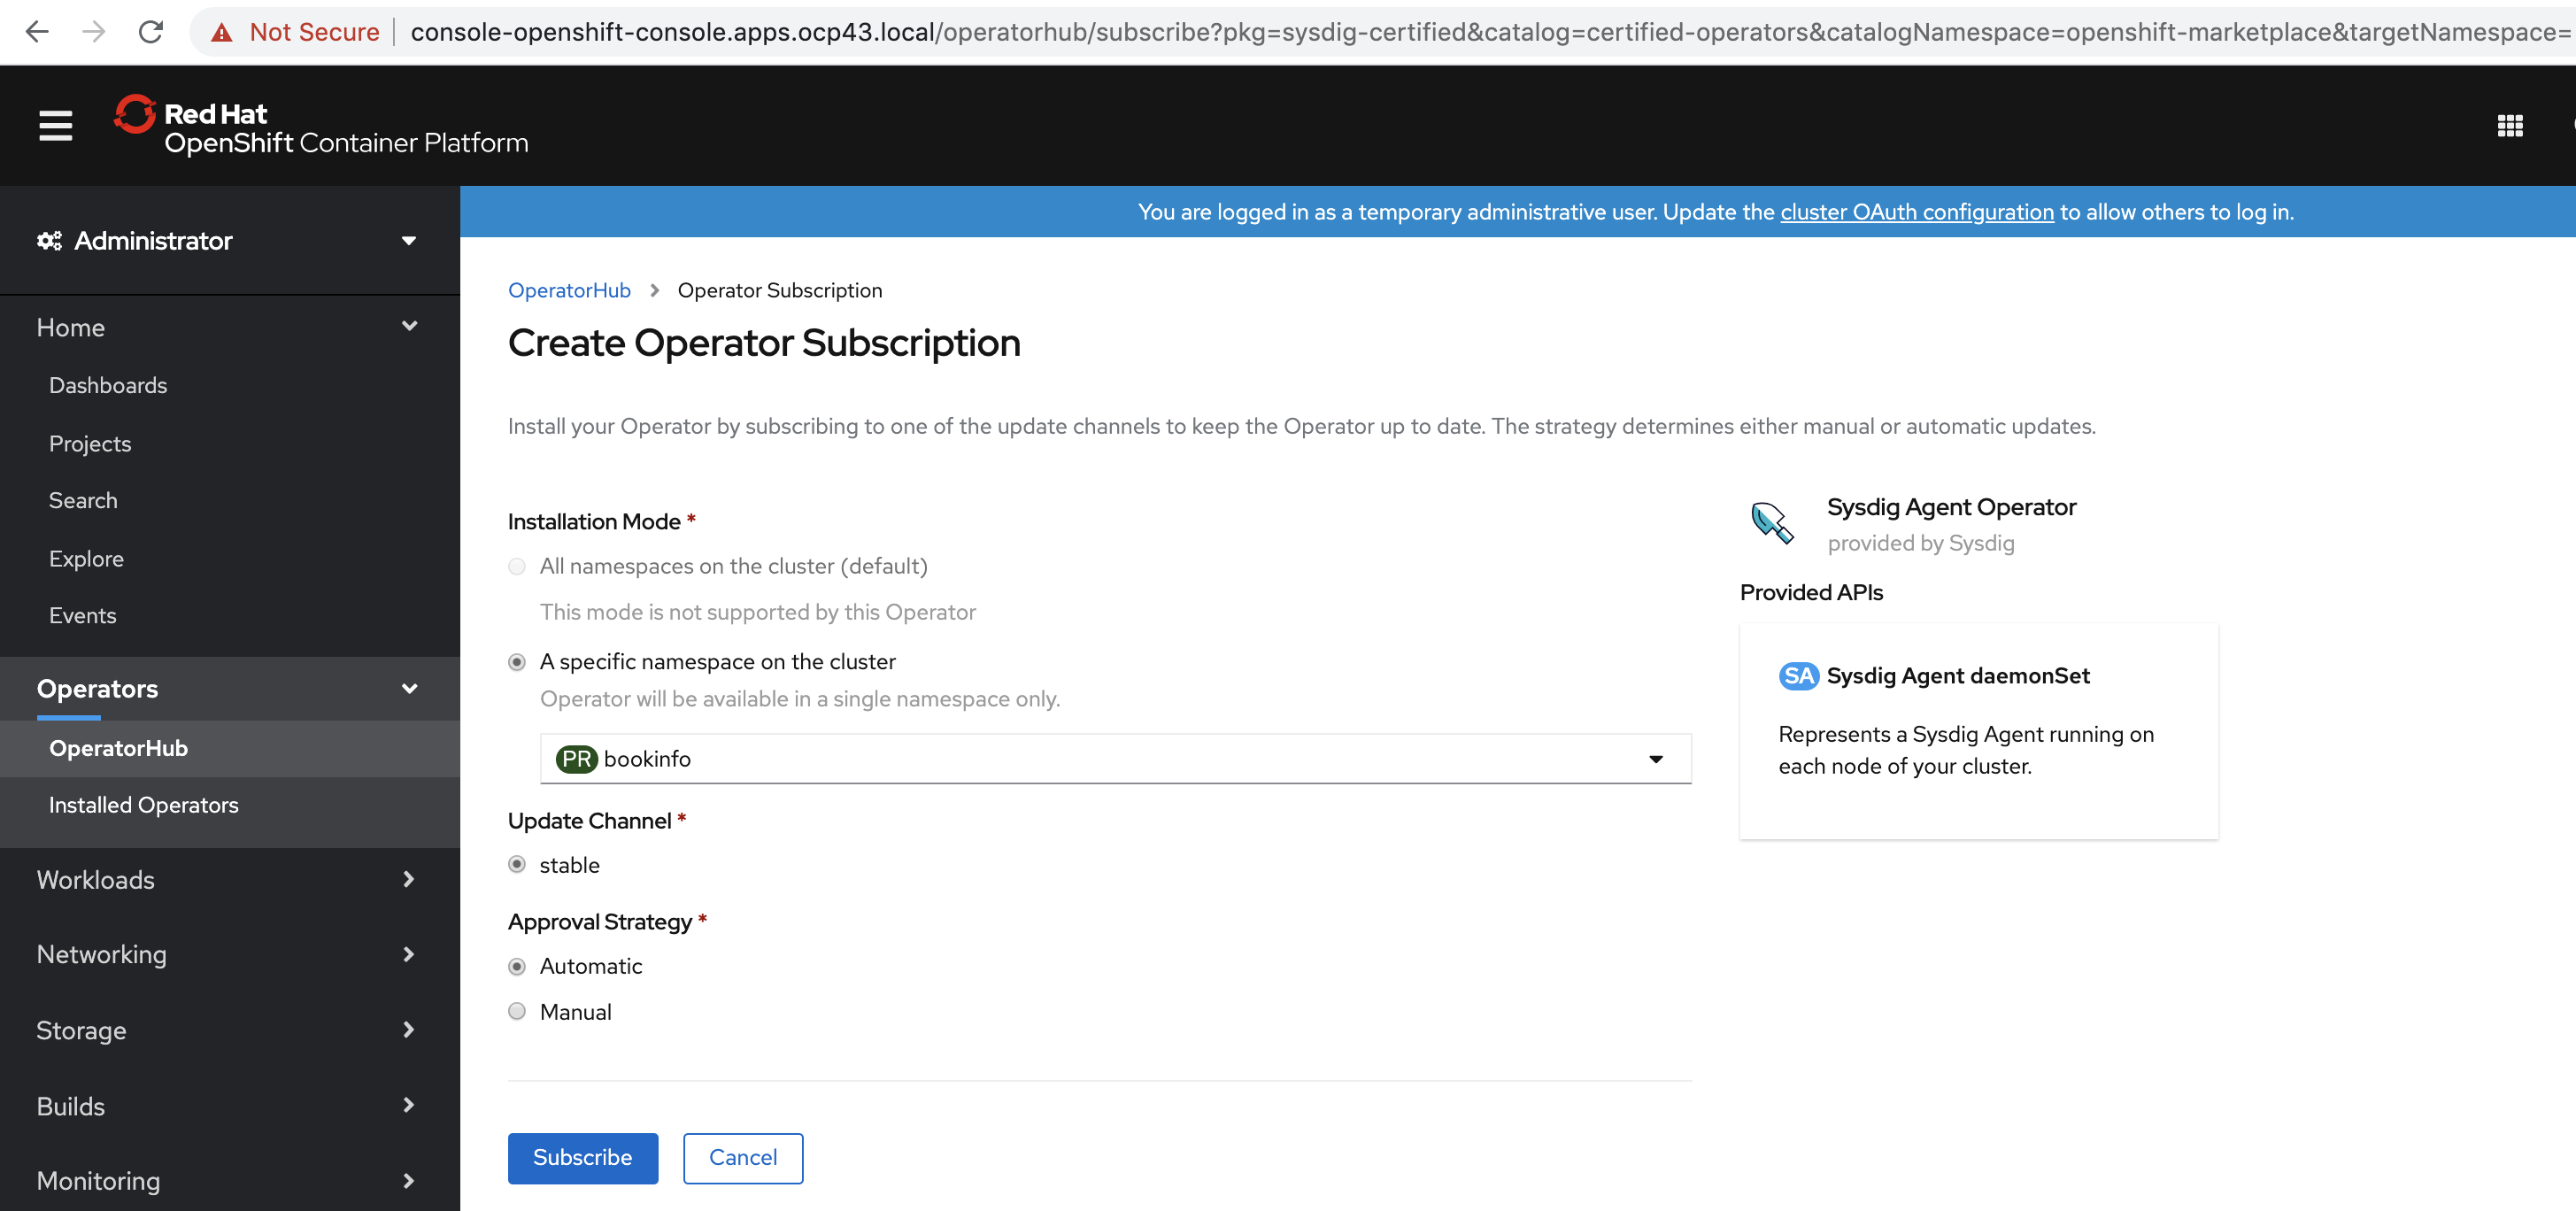 Not Secure console-openshift-console.apps.ocp43.local/operatorhub/subscribe?pkg=sysdig-certified&catalog=certified-operators&catalogNamespace=openshift-marketplace&targetNamespace=
Red Hat
OpenShift Container Platform
You are logged in as a temporary administrative user. Update the cluster OAuth configuration to allow others to log in.
Administrator
Home
Dashboards
Projects
Search
Explore
Events
Operators
OperatorHub
Installed Operators
Workloads
Networking
Storage
Builds
Monitoring
OperatorHub > Operator Subscription
Create Operator Subscription
Install your Operator by subscribing to one of the update channels to keep the Operator up to date. The strategy determines either manual or automatic updates.
Installation Mode *
All namespaces on the cluster (default)
This mode is not supported by this Operator
A specific namespace on the cluster
Operator will be available in a single namespace only.
PR bookinfo
Update Channel *
stable
Approval Strategy *
Automatic
Manual
Subscribe Cancel
Sysdig Agent Operator
provided by Sysdig
Provided APIs
SA Sysdig Agent daemonSet
Represents a Sysdig Agent running on
each node of your cluster.